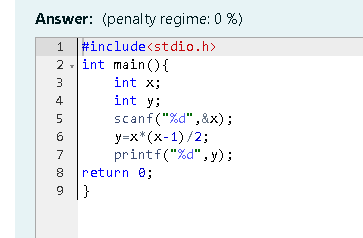 Answer: (penalty regime: 0 %)
1 #include<stdio.h>
2 int main(){
3     int x;
4     int y;
5     scanf("%d",&x);
6     y=x*(x-1)/2;
7     printf("%d",y);
8 return 0;
9 }